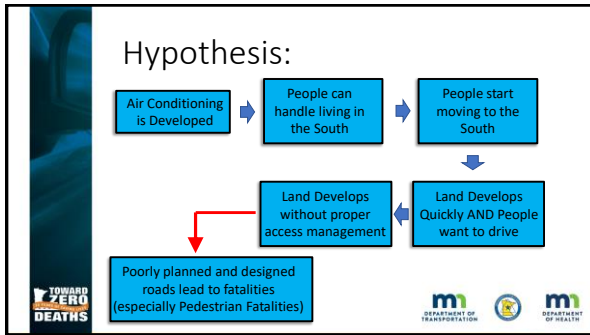 Hypothesis:
Air Conditioning
is Developed
People can
handle living in
the South
People start
moving to the
South
Land Develops
Quickly AND People
want to drive
Land Develops
without proper
access management
Poorly planned and designed
roads lead to fatalities
(especially Pedestrian Fatalities)
TOWARD
ZERO
DEATHS
DEPARTMENT OF
TRANSPORTATION
DEPARTMENT
OF HEALTH